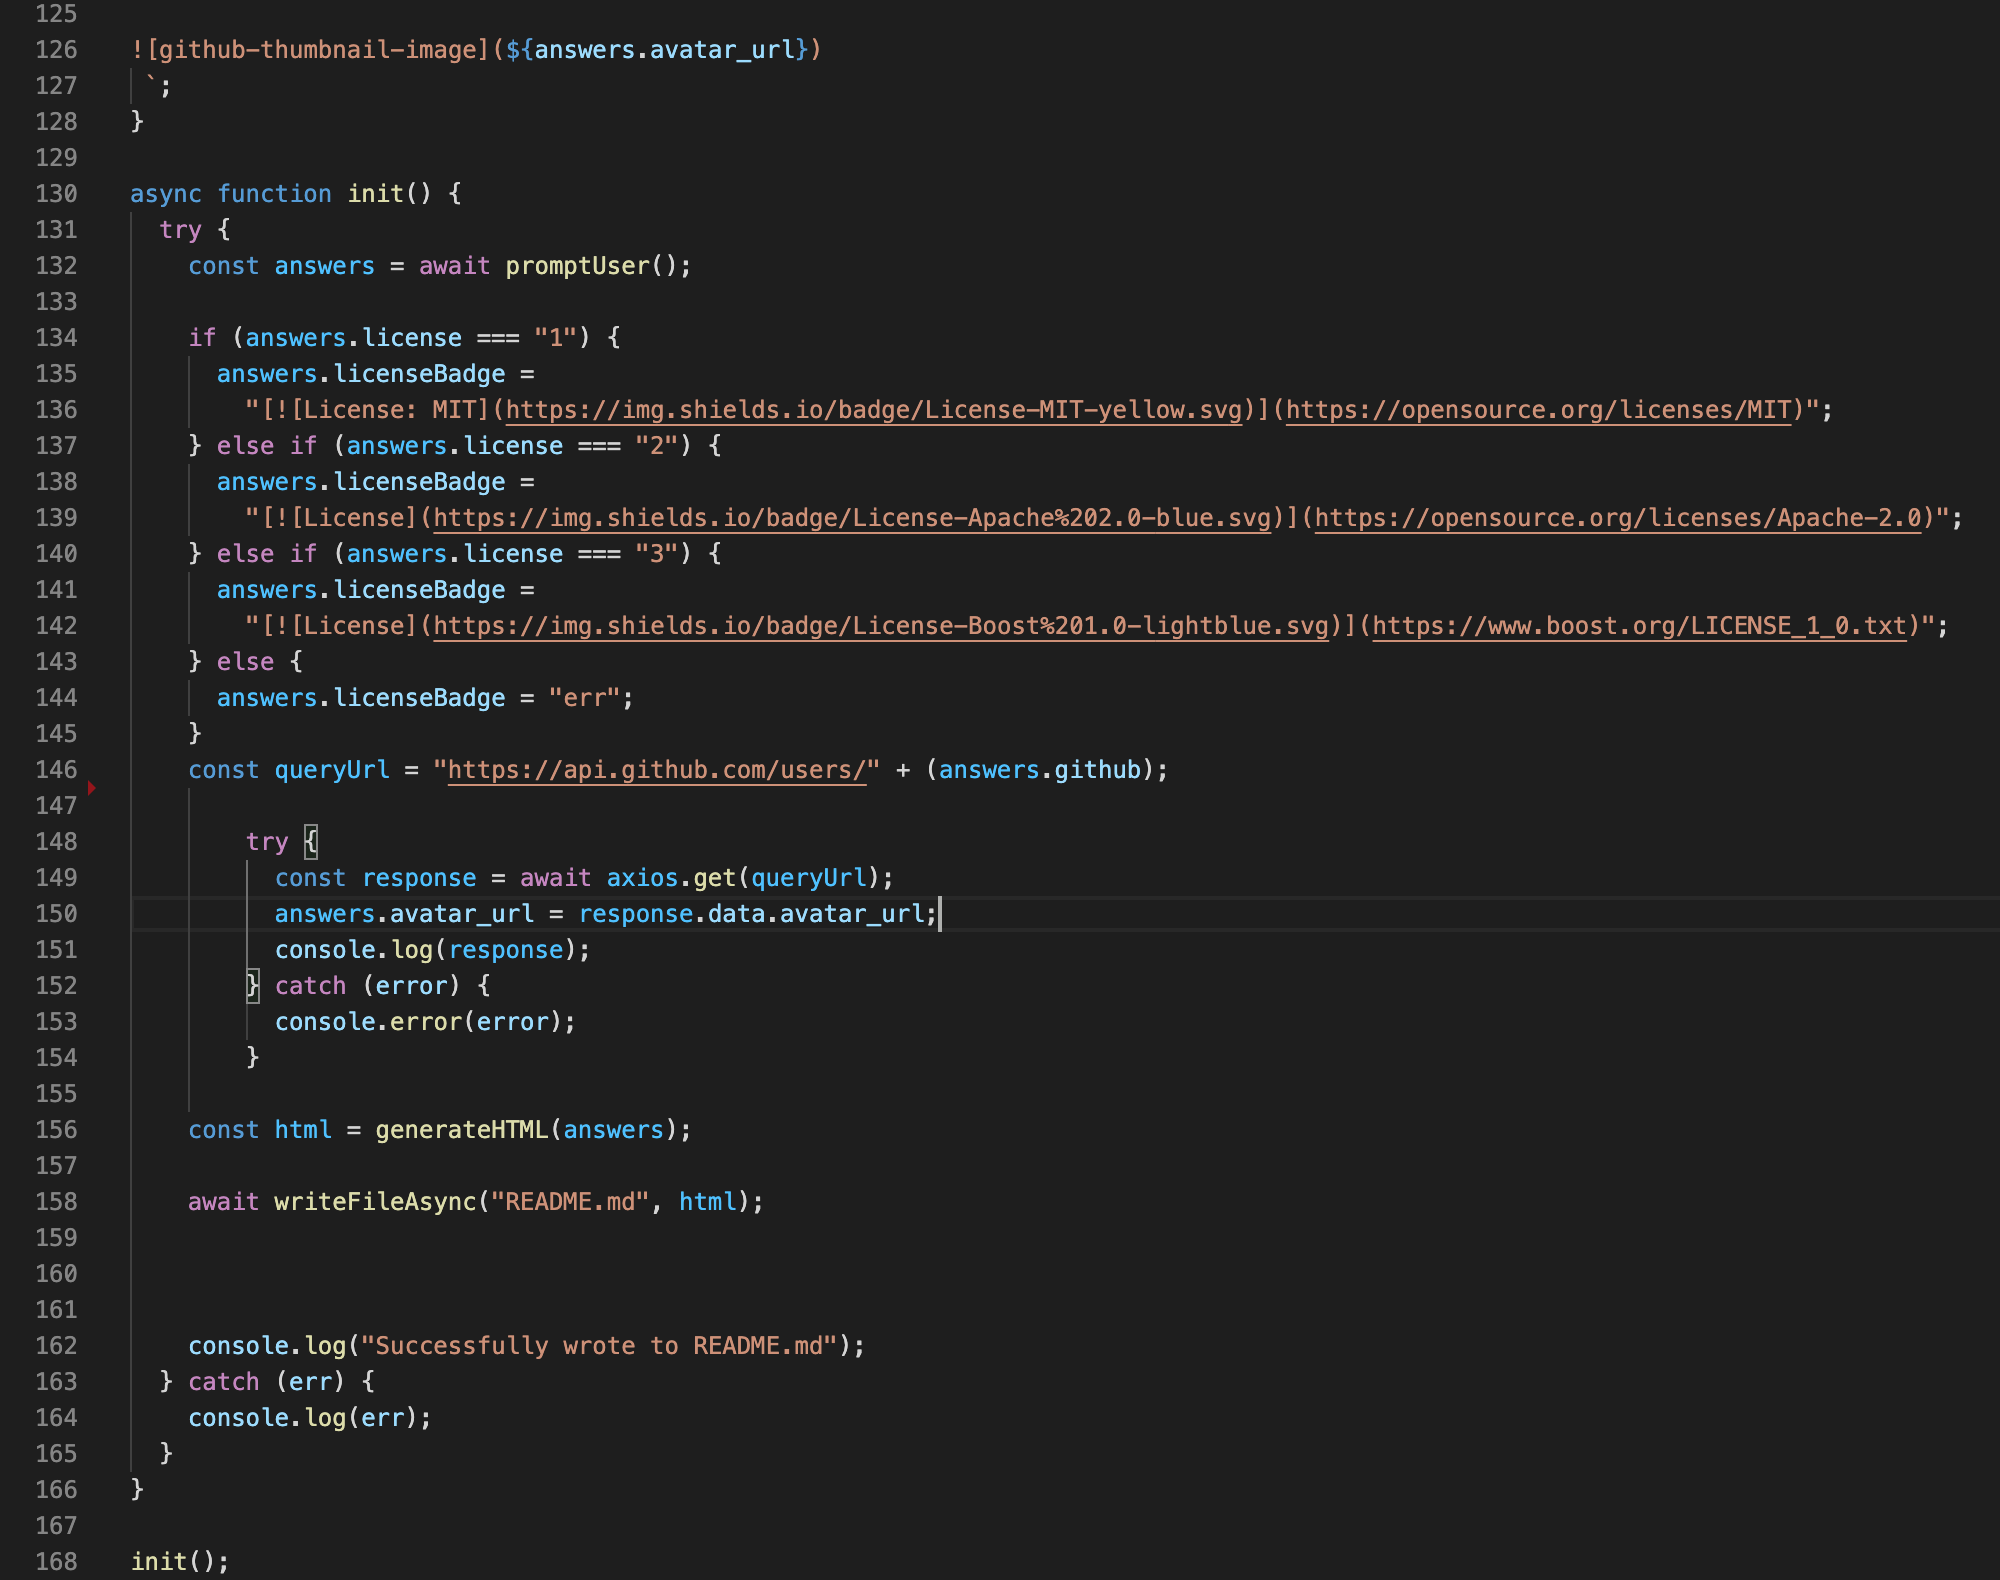 125
126 ![github-thumbnail-image](${answers.avatar_url})
127 `;
128 }
129
130 async function init() {
131 try {
132 const answers = await promptUser();
133
134 if (answers.license === "1") {
135 answers.licenseBadge =
136 "[![License: MIT](https://img.shields.io/badge/License-MIT-yellow.svg)](https://opensource.org/licenses/MIT)";
137 } else if (answers.license === "2") {
138 answers.licenseBadge =
139 "[![License](https://img.shields.io/badge/License-Apache%202.0-blue.svg)](https://opensource.org/licenses/Apache-2.0)";
140 } else if (answers.license === "3") {
141 answers.licenseBadge =
142 "[![License](https://img.shields.io/badge/License-Boost%201.0-lightblue.svg)](https://www.boost.org/LICENSE_1_0.txt)";
143 } else {
144 answers.licenseBadge = "err";
145 }
146 const queryUrl = "https://api.github.com/users/" + (answers.github);
147
148 try {
149 const response = await axios.get(queryUrl);
150 answers.avatar_url = response.data.avatar_url;
151 console.log(response);
152 } catch (error) {
153 console.error(error);
154 }
155
156 const html = generateHTML(answers);
157
158 await writeFileAsync("README.md", html);
159
160
161
162 console.log("Successfully wrote to README.md");
163 } catch (err) {
164 console.log(err);
165 }
166 }
167
168 init();